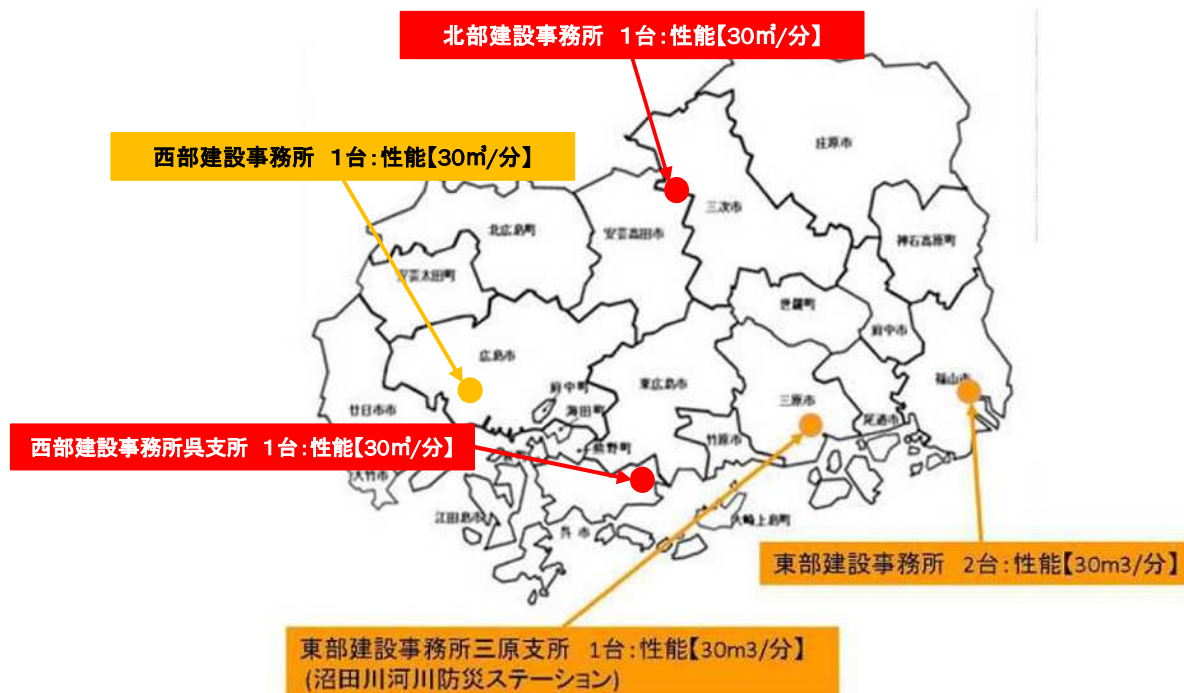 北部建設事務所 1台：性能【30㎥/分】
西部建設事務所 1台：性能【30㎥/分】
庄原市
三次市
北広島町
安芸高田市
神石高原町
安芸太田町
世羅町
府中市
広島市
府中町
東広島市
福山市
海田町
三原市
廿日市市
尾道市
竹原市
西部建設事務所呉支所 1台：性能【30㎥/分】
熊野町
大竹市
江田島市
大崎上島町
呉市
東部建設事務所 2台：性能【30m3/分】
東部建設事務所三原支所 1台：性能【30m3/分】
(沼田川河川防災ステーション)